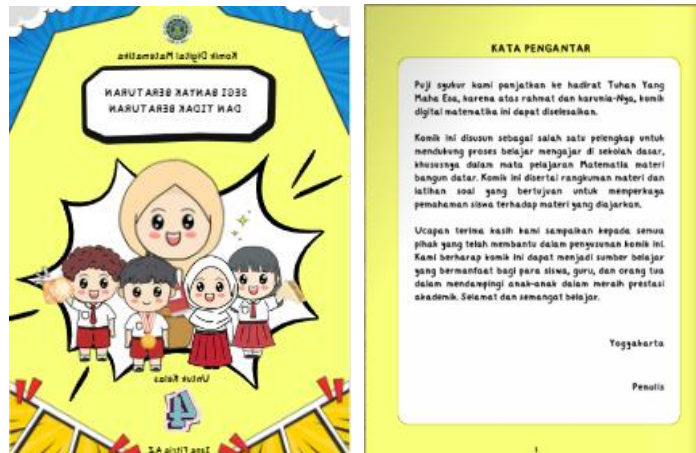 Komik Digital Matematika
SEGI BANYAK BERATURAN
DAN TIDAK BERATURAN
Untuk Kelas
4
KATA PENGANTAR
Puji syukur kami panjatkan ke hadirat Tuhan Yang
Maha Esa, karena atas rahmat dan karunia-Nya, komik
digital matematika ini dapat diselesaikan.
Komik ini disusun sebagai salah satu pelengkap untuk
mendukung proses belajar mengajar di sekolah dasar,
khususnya dalam mata pelajaran Matematia materi
bangun datar. Komik ini disertai rangkuman materi dan
latihan soal yang bertujuan untuk memperkaya
pemahaman siswa terhadap materi yang diajarkan.
Ucapan terima kasih kami sampaikan kepada semua
pihak yang telah membantu dalam penyusunan komik ini.
Kami berharap komik ini dapat menjadi sumber belajar
yang bermanfaat bagi para siswa, guru, dan orang tua
dalam mendampingi anak-anak dalam meraih prestasi
akademik. Selamat dan semangat belajar.
Yogyakarta
Penulis
1